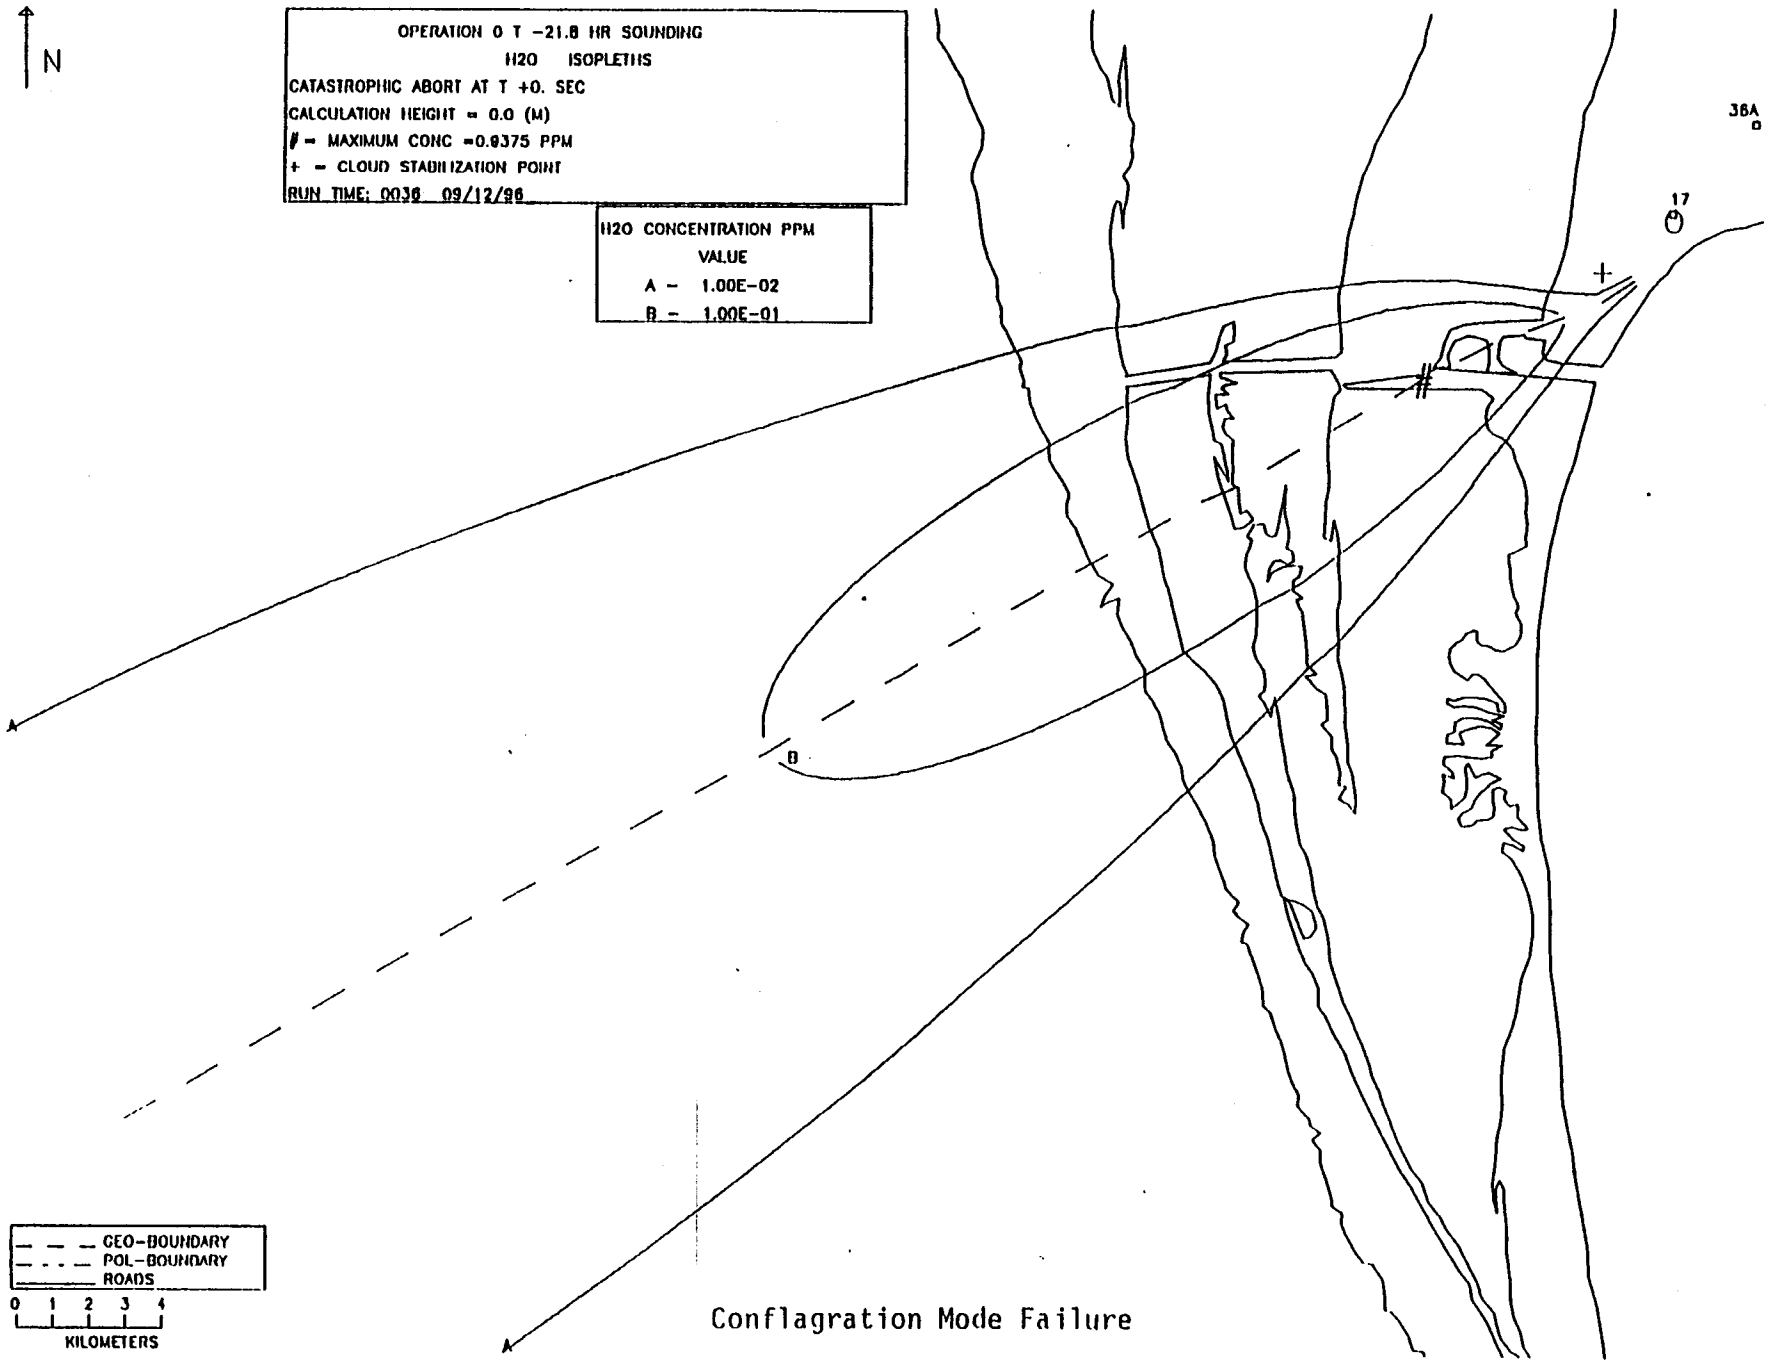 N
OPERATION 0 T -21.8 HR SOUNDING
H2O ISOPLETHS
CATASTROPHIC ABORT AT T +0. SEC
CALCULATION HEIGHT = 0.0 (M)
# = MAXIMUM CONC =0.9375 PPM
+ = CLOUD STABILIZATION POINT
RUN TIME: 0036 09/12/96
H2O CONCENTRATION PPM
VALUE
A - 1.00E-02
B - 1.00E-01
36A
17
+
#
A
B
GEO-BOUNDARY
POL-BOUNDARY
ROADS
0 1 2 3 4
KILOMETERS
A
Conflagration Mode Failure